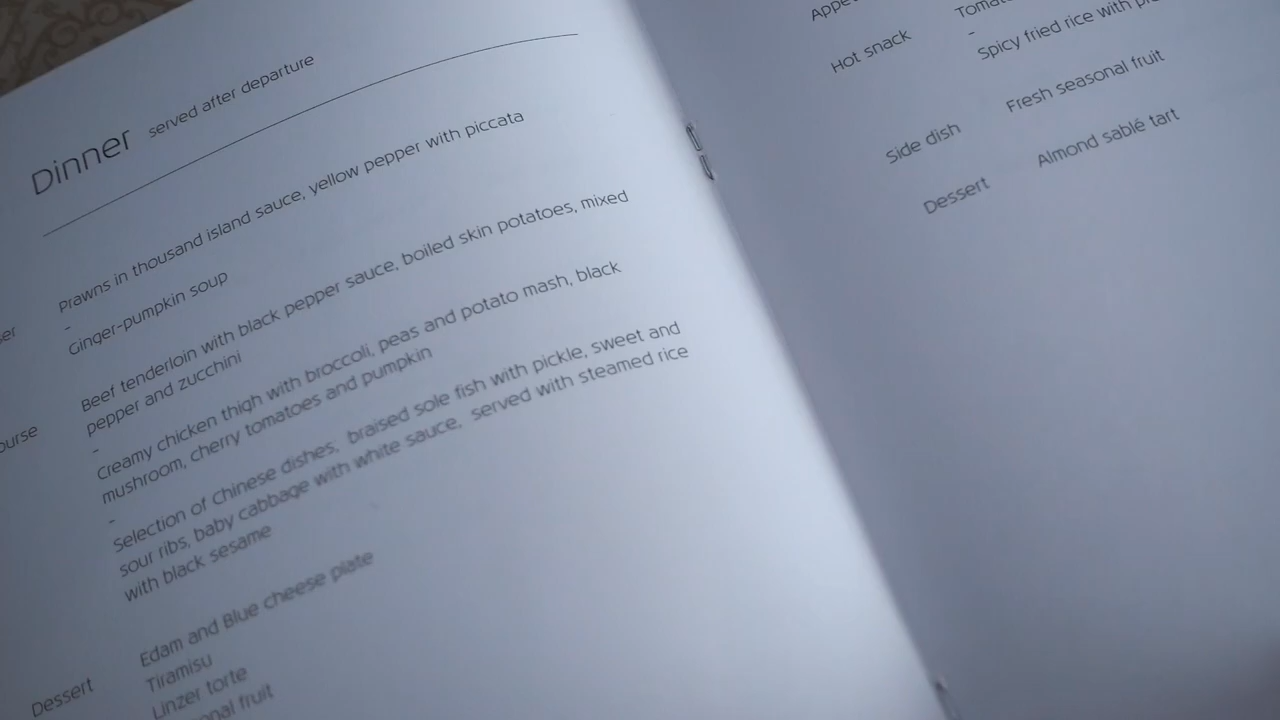 Dinner served after departure
Prawns in thousand island sauce, yellow pepper with piccata
-
Ginger-pumpkin soup
Beef tenderloin with black pepper sauce, boiled skin potatoes, mixed
pepper and zucchini
-
Creamy chicken thigh with broccoli, peas and potato mash, black
mushroom, cherry tomatoes and pumpkin
-
Selection of Chinese dishes, braised sole fish with pickle, sweet and
sour ribs, baby cabbage with white sauce, served with steamed rice
with black sesame
Dessert Edam and Blue cheese plate
Tiramisu
Linzer torte
fruit
Hot snack
-
Spicy fried rice with
Side dish Fresh seasonal fruit
Dessert Almond sablé tart